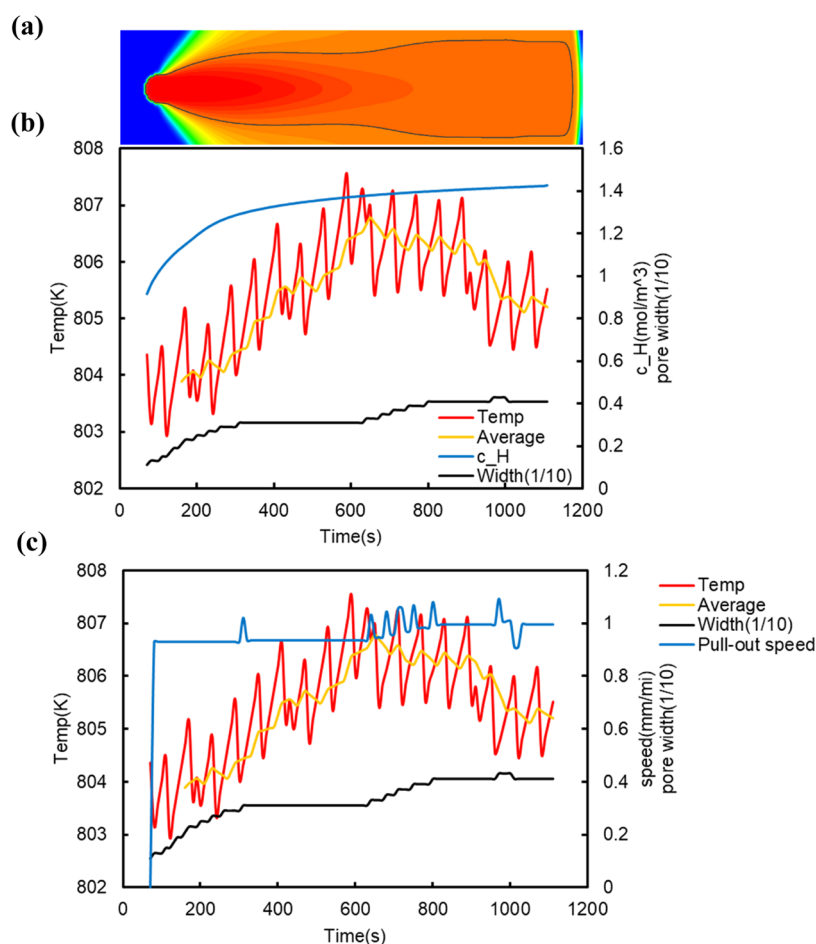 (a)
(b)
808
807
806
805
804
803
802
Temp(K)
1.6
1.4
1.2
1
0.8
0.6
0.4
0.2
0
c_H(mol/m^3)
pore width(1/10)
Temp
Average
c_H
Width(1/10)
0 200 400 600 800 1000 1200
Time(s)
(c)
808
807
806
805
804
803
802
Temp(K)
1.2
1
0.8
0.6
0.4
0.2
0
speed(mm/mi)
pore width(1/10)
Temp
Average
Width(1/10)
Pull-out speed
0 200 400 600 800 1000 1200
Time(s)